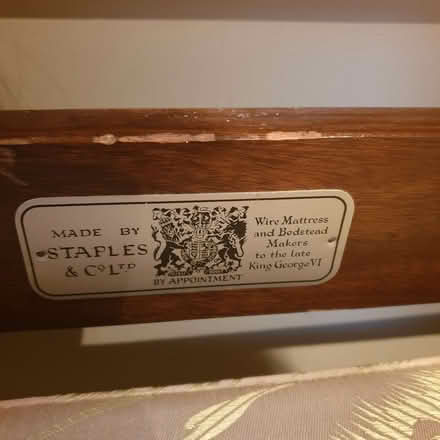 MADE BY
STAPLES
& Co LTD
BY APPOINTMENT
Wire Mattress
and Bedstead
Makers
to the late
King George VI